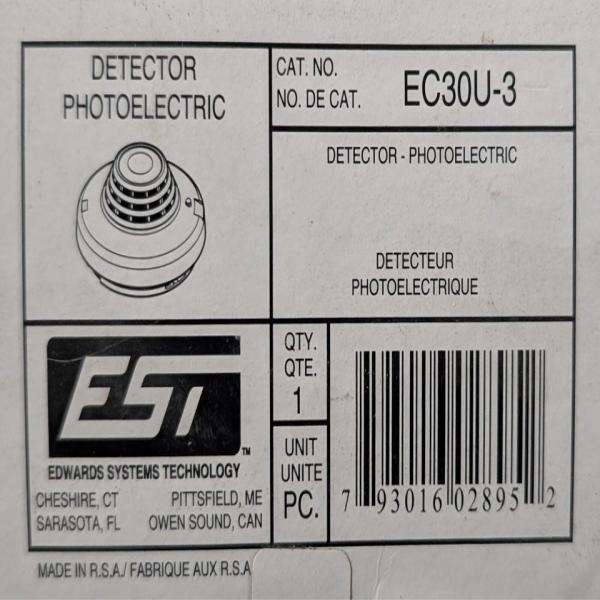 DETECTOR
PHOTOELECTRIC
CAT. NO.
NO. DE CAT.
EC30U-3
DETECTOR - PHOTOELECTRIC
DETECTEUR
PHOTOELECTRIQUE
EST
TM
EDWARDS SYSTEMS TECHNOLOGY
CHESHIRE, CT PITTSFIELD, ME
SARASOTA, FL OWEN SOUND, CAN
QTY.
QTE.
1
UNIT
UNITE
PC.
7 93016 02895 2
MADE IN R.S.A./ FABRIQUE AUX R.S.A